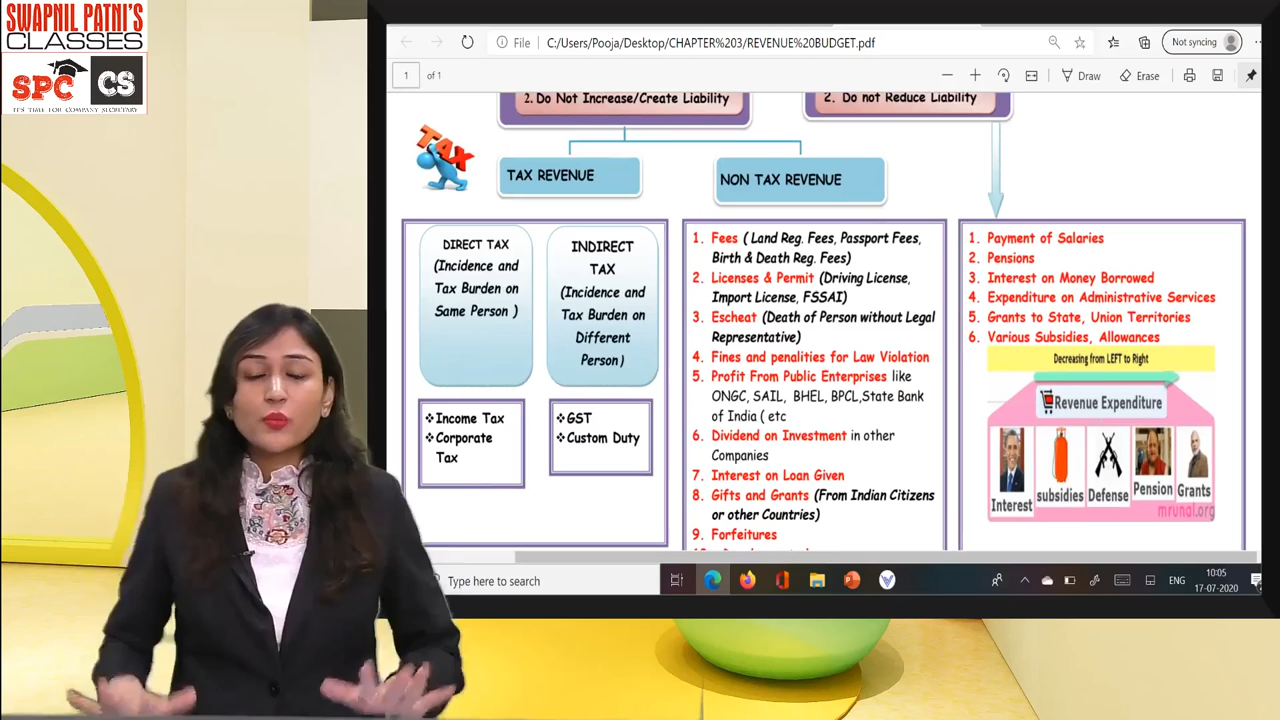 SWAPNIL PATNI'S
CLASSES
SPC CS
IT'S TIME FOR COMPANY SECRETARY
File C:/Users/Pooja/Desktop/CHAPTER%203/REVENUE%20BUDGET.pdf
Not syncing
1 of 1
Draw
Erase
2. Do Not Increase/Create Liability
2. Do not Reduce Liability
TAX
TAX REVENUE
NON TAX REVENUE
DIRECT TAX
(Incidence and
Tax Burden on
Same Person )
INDIRECT
TAX
(Incidence and
Tax Burden on
Different
Person)
❖Income Tax
❖Corporate
Tax
❖GST
❖Custom Duty
1. Fees ( Land Reg. Fees, Passport Fees,
Birth & Death Reg. Fees)
2. Licenses & Permit (Driving License,
Import License, FSSAI)
3. Escheat (Death of Person without Legal
Representative)
4. Fines and penalities for Law Violation
5. Profit From Public Enterprises like
ONGC, SAIL, BHEL, BPCL,State Bank
of India ( etc
6. Dividend on Investment in other
Companies
7. Interest on Loan Given
8. Gifts and Grants (From Indian Citizens
or other Countries)
9. Forfeitures
1. Payment of Salaries
2. Pensions
3. Interest on Money Borrowed
4. Expenditure on Administrative Services
5. Grants to State, Union Territories
6. Various Subsidies, Allowances
Decreasing from LEFT to Right
Revenue Expenditure
Interest
subsidies
Defense
Pension
Grants
mrunal.org
Type here to search
ENG
10:05
17-07-2020